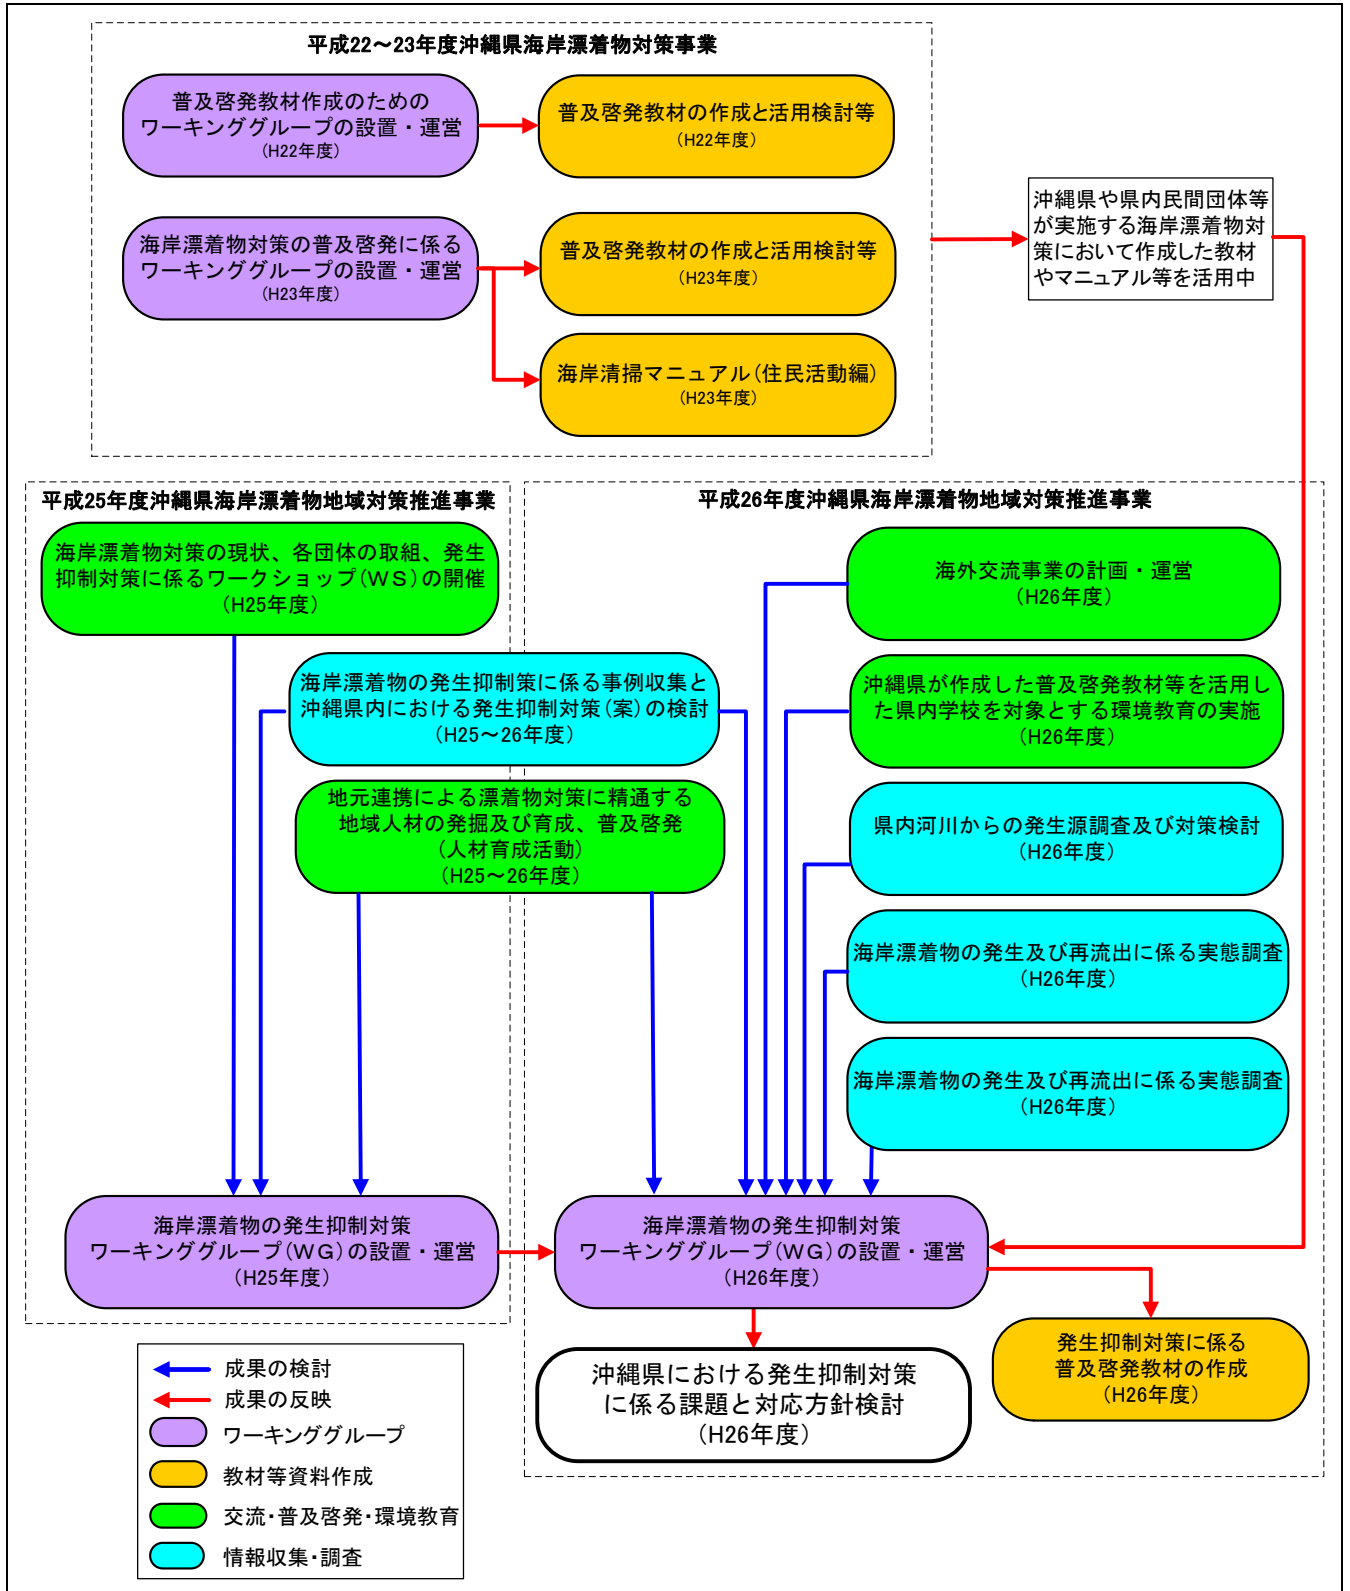 平成22～23年度沖縄県海岸漂着物対策事業
普及啓発教材作成のための
ワーキンググループの設置・運営
(H22年度)
普及啓発教材の作成と活用検討等
(H22年度)
海岸漂着物対策の普及啓発に係る
ワーキンググループの設置・運営
(H23年度)
普及啓発教材の作成と活用検討等
(H23年度)
海岸清掃マニュアル(住民活動編)
(H23年度)
沖縄県や県内民間団体等
が実施する海岸漂着物対
策において作成した教材
やマニュアル等を活用中
平成25年度沖縄県海岸漂着物地域対策推進事業
海岸漂着物対策の現状、各団体の取組、発生
抑制対策に係るワークショップ(WS)の開催
(H25年度)
海岸漂着物の発生抑制策に係る事例収集と
沖縄県内における発生抑制対策(案)の検討
(H25～26年度)
地元連携による漂着物対策に精通する
地域人材の発掘及び育成、普及啓発
(人材育成活動)
(H25～26年度)
平成26年度沖縄県海岸漂着物地域対策推進事業
海外交流事業の計画・運営
(H26年度)
沖縄県が作成した普及啓発教材等を活用し
た県内学校を対象とする環境教育の実施
(H26年度)
県内河川からの発生源調査及び対策検討
(H26年度)
海岸漂着物の発生及び再流出に係る実態調査
(H26年度)
海岸漂着物の発生及び再流出に係る実態調査
(H26年度)
海岸漂着物の発生抑制対策
ワーキンググループ(WG)の設置・運営
(H25年度)
海岸漂着物の発生抑制対策
ワーキンググループ(WG)の設置・運営
(H26年度)
沖縄県における発生抑制対策
に係る課題と対応方針検討
(H26年度)
発生抑制対策に係る
普及啓発教材の作成
(H26年度)
成果の検討
成果の反映
ワーキンググループ
教材等資料作成
交流・普及啓発・環境教育
情報収集・調査